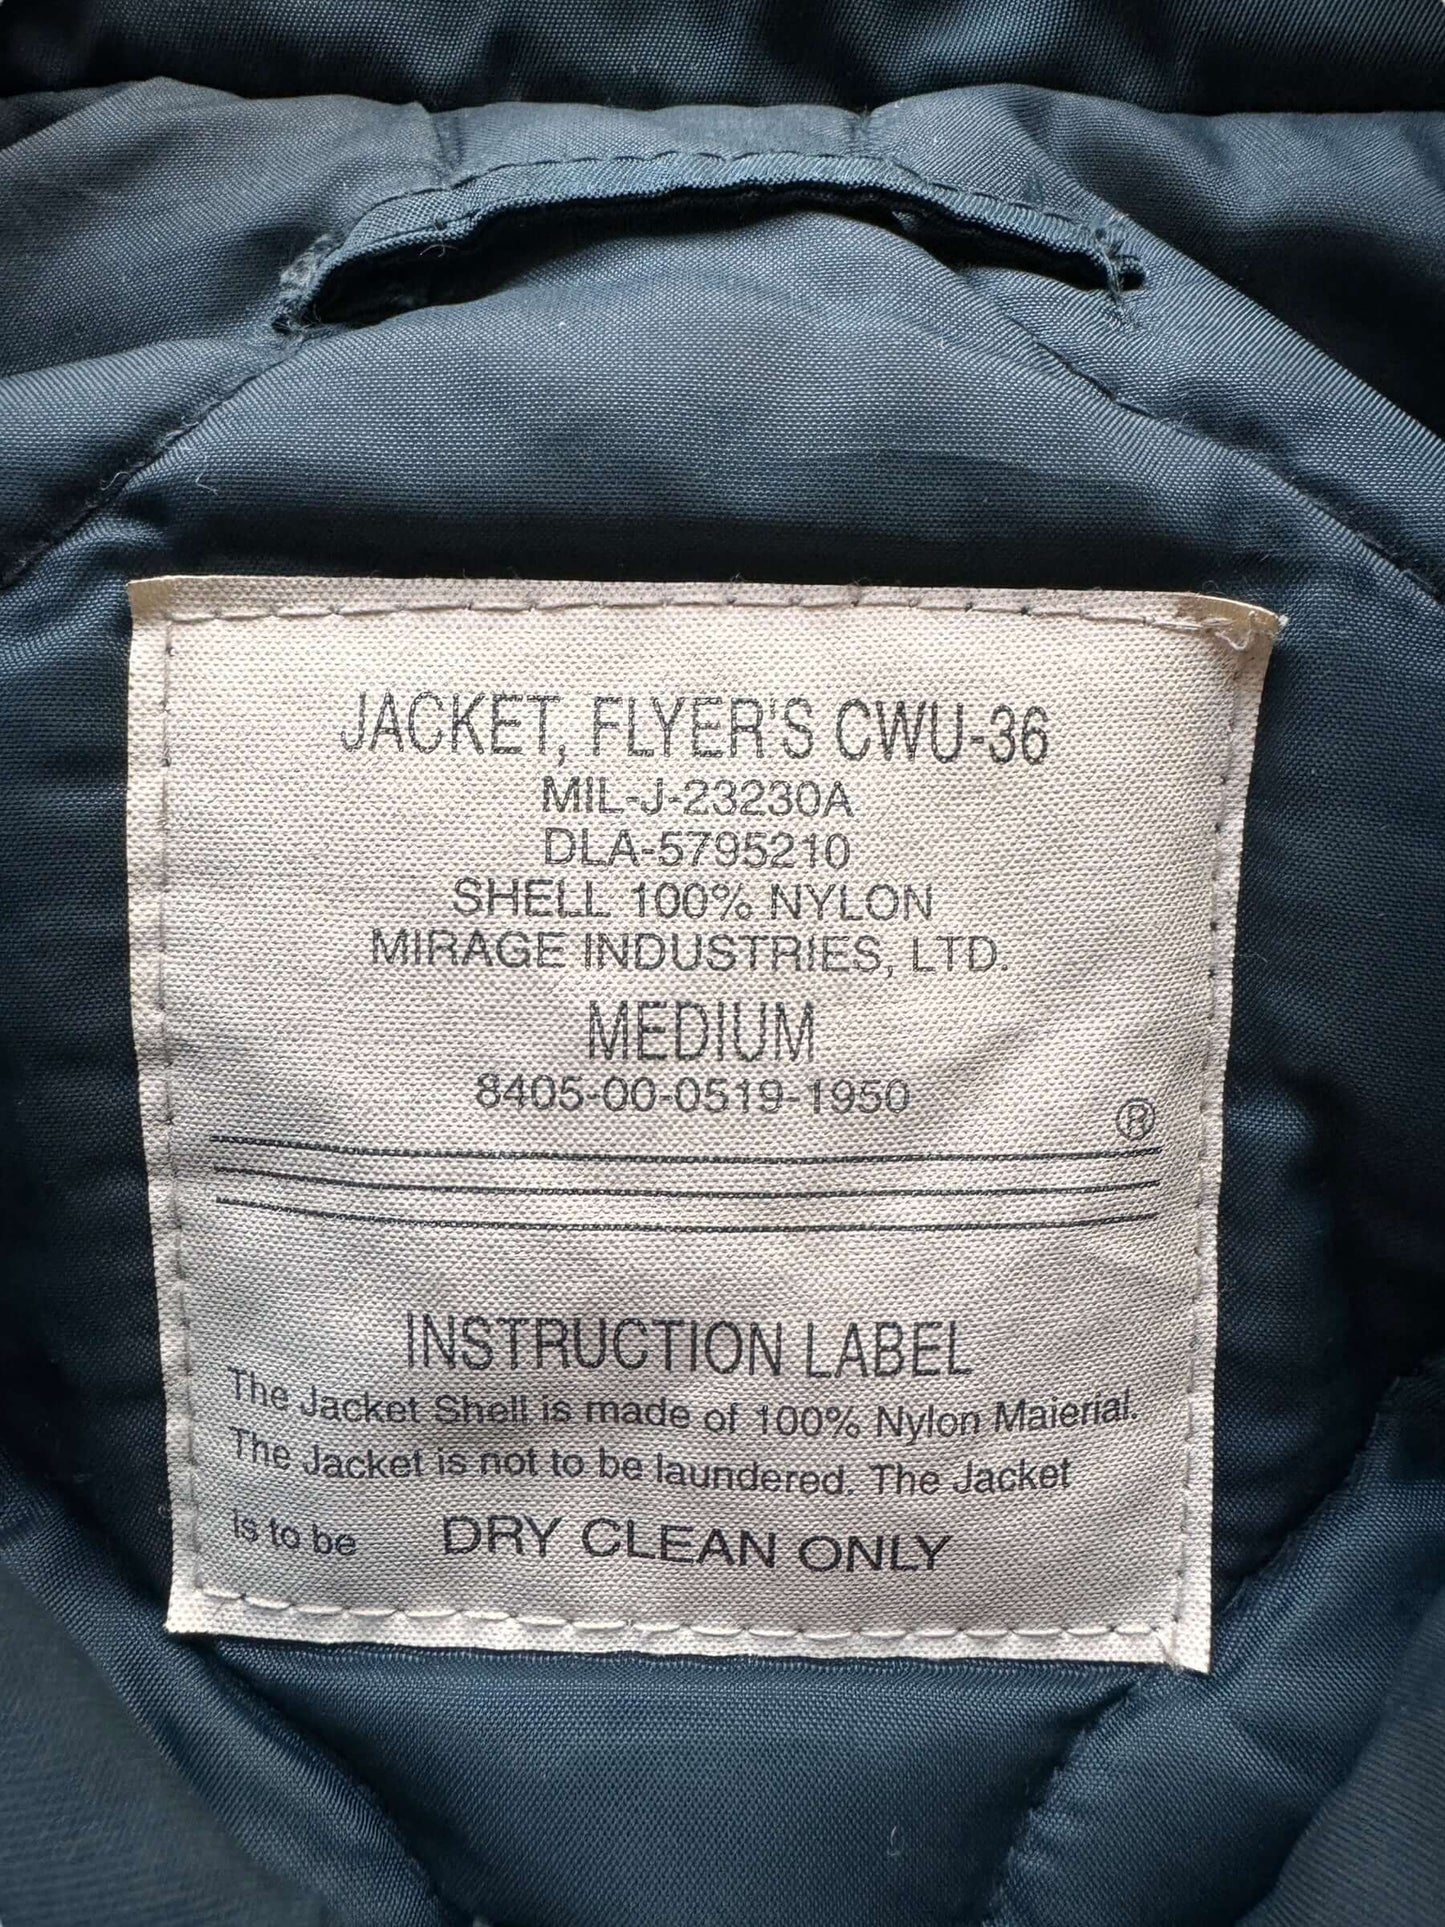 JACKET, FLYER'S CWU-36
MIL-J-23230A
DLA-5795210
SHELL 100% NYLON
MIRAGE INDUSTRIES, LTD.
MEDIUM
8405-00-0519-1950
®
INSTRUCTION LABEL
The Jacket Shell is made of 100% Nylon Maierial.
The Jacket is not to be laundered. The Jacket
is to be DRY CLEAN ONLY